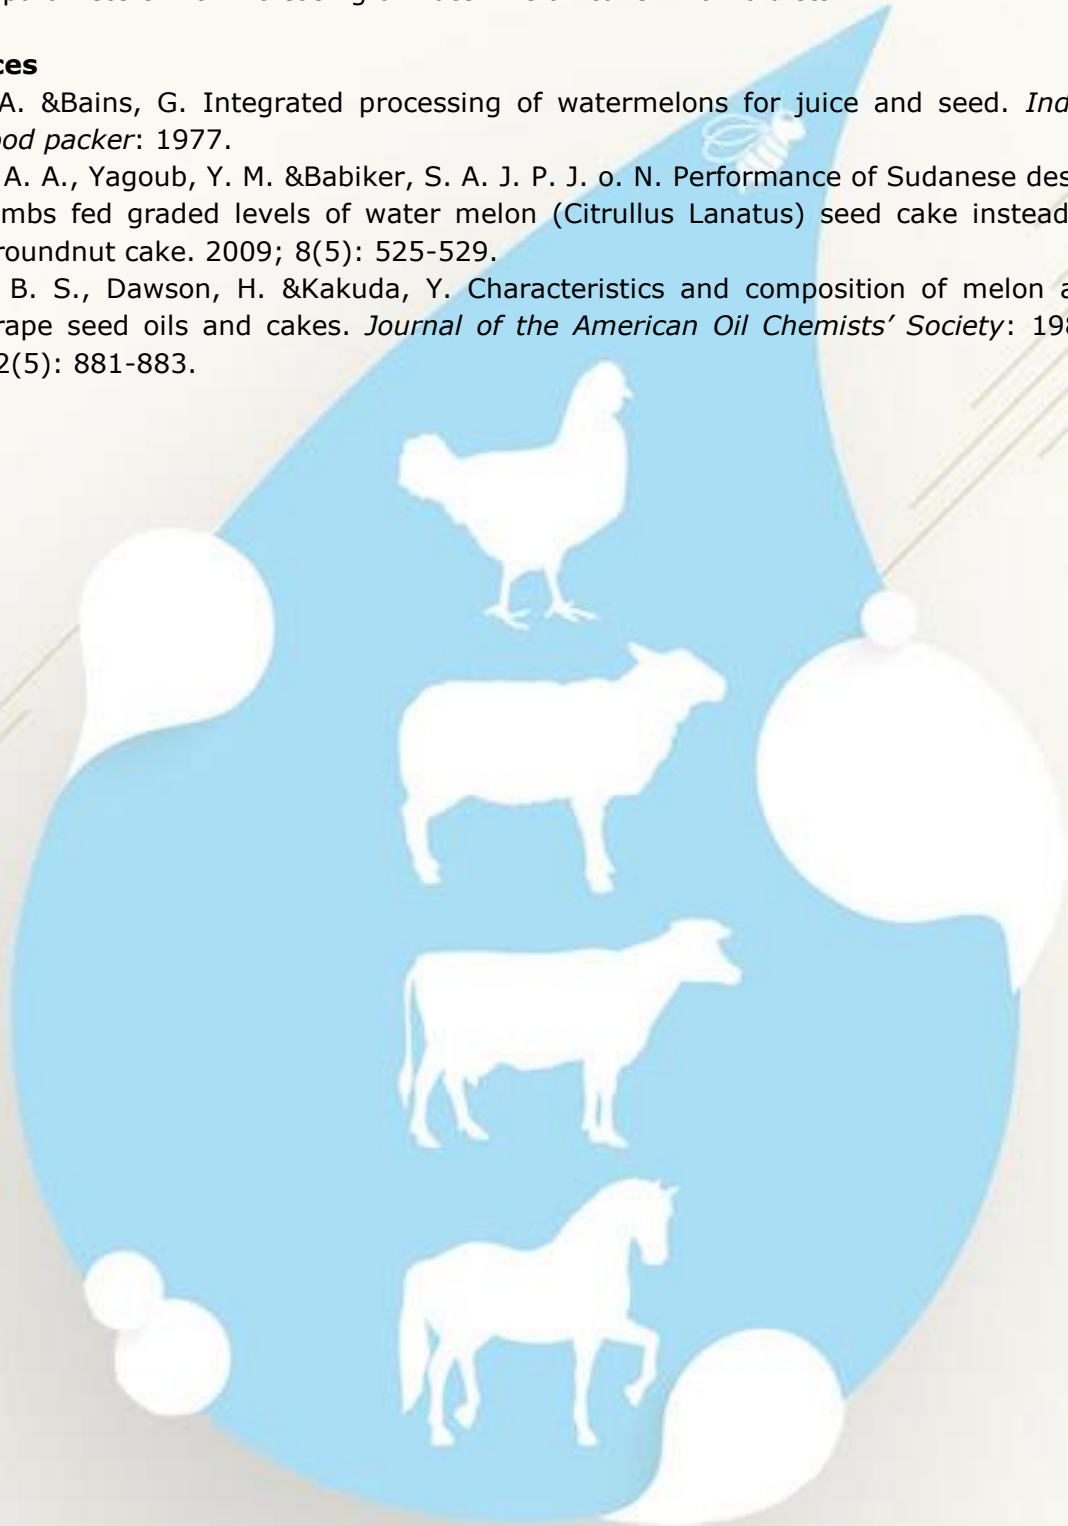 ces
A. &Bains, G. Integrated processing of watermelons for juice and seed. Ind
ood packer: 1977.
A. A., Yagoub, Y. M. &Babiker, S. A. J. P. J. o. N. Performance of Sudanese des
mbs fed graded levels of water melon (Citrullus Lanatus) seed cake instead
roundnut cake. 2009; 8(5): 525-529.
B. S., Dawson, H. &Kakuda, Y. Characteristics and composition of melon a
rape seed oils and cakes. Journal of the American Oil Chemists’ Society: 198
2(5): 881-883.